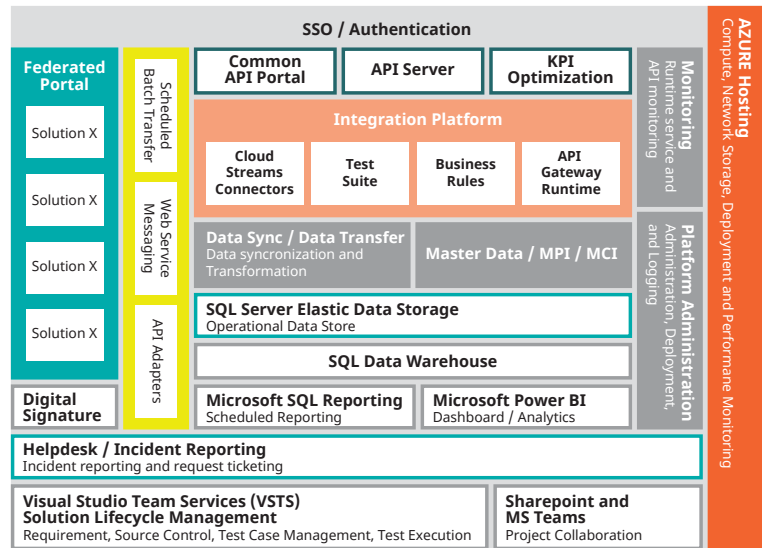 SSO / Authentication
Federated
Portal
Solution X
Solution X
Solution X
Solution X
Digital
Signature
Scheduled
Batch Transfer
Web Service
Messaging
API Adapters
Common
API Portal
API Server
KPI
Optimization
Integration Platform
Cloud
Streams
Connectors
Test
Suite
Business
Rules
API
Gateway
Runtime
Data Sync / Data Transfer
Data syncronization and
Transformation
Master Data / MPI / MCI
SQL Server Elastic Data Storage
Operational Data Store
SQL Data Warehouse
Microsoft SQL Reporting
Scheduled Reporting
Microsoft Power BI
Dashboard / Analytics
Monitoring
Runtime service and
API monitoring
Platform Administration
Administration, Deployment,
and Logging
AZURE Hosting
Compute, Network Storage, Deployment and Performane Monitoring
Helpdesk / Incident Reporting
Incident reporting and request ticketing
Visual Studio Team Services (VSTS)
Solution Lifecycle Management
Requirement, Source Control, Test Case Management, Test Execution
Sharepoint and
MS Teams
Project Collaboration